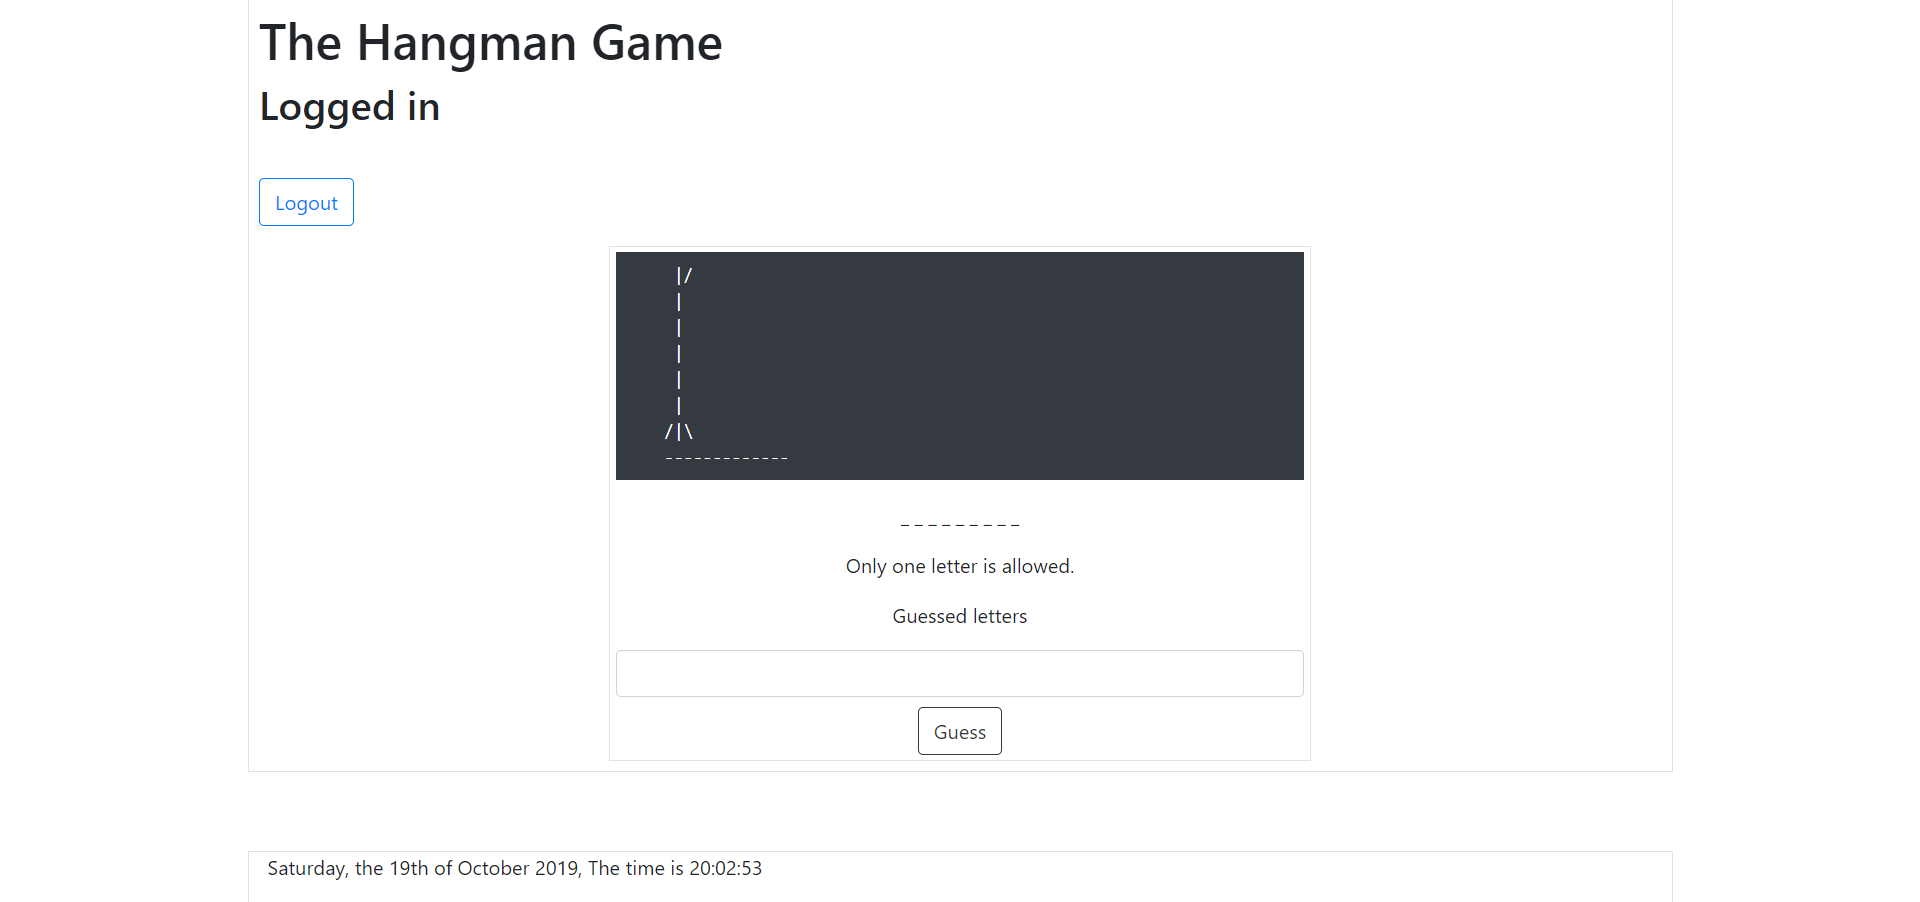 The Hangman Game
Logged in
Logout
|/
|
|
|
|
|
/|\
-------------
_ _ _ _ _ _ _ _ _
Only one letter is allowed.
Guessed letters
Guess
Saturday, the 19th of October 2019, The time is 20:02:53